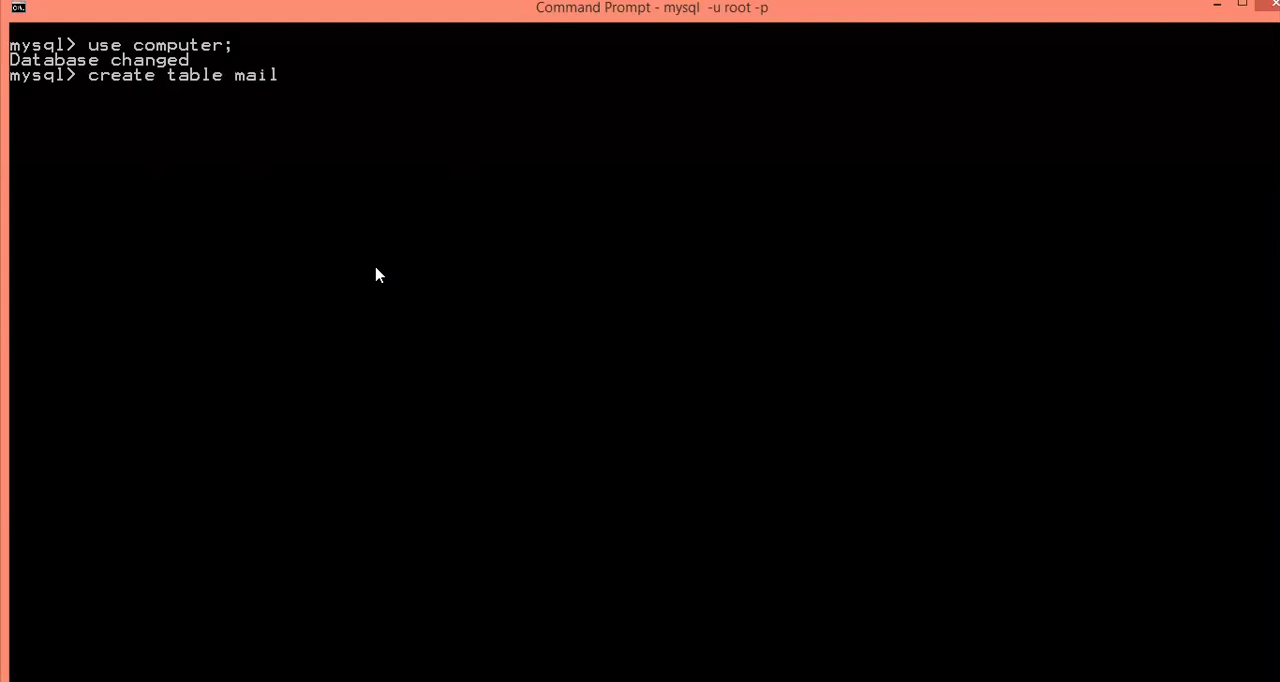 Command Prompt - mysql  -u root -p
mysql> use computer;
Database changed
mysql> create table mail